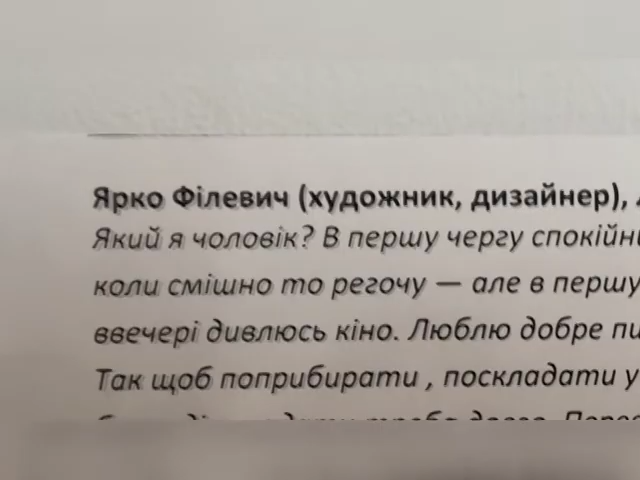 Ярко Філевич (художник, дизайнер),
Який я чоловік? В першу чергу
коли смішно то регочу — але в першу
ввечері дивлюсь кіно. Люблю добре
Так щоб поприбирати , поскладати у